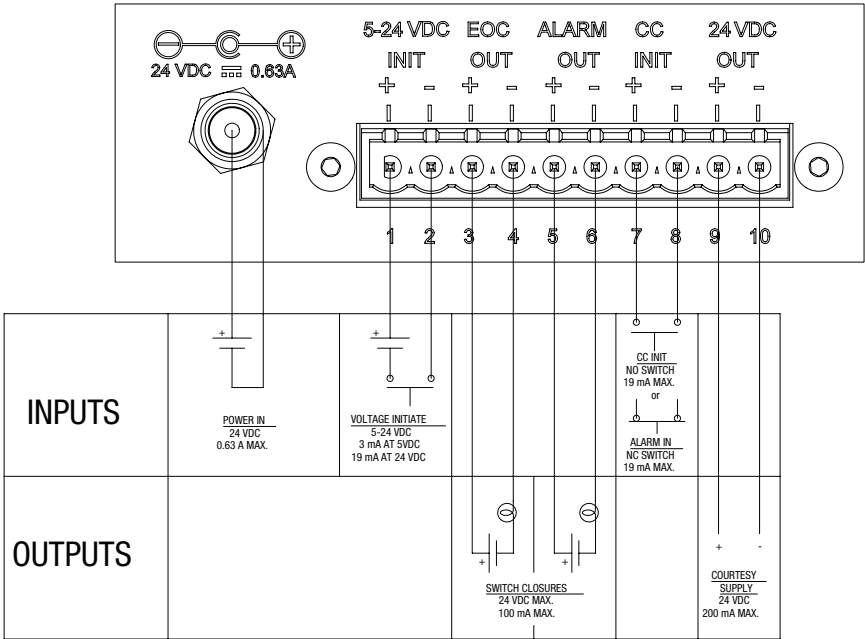 5-24 VDC EOC ALARM CC 24 VDC
INIT OUT OUT INIT OUT
+ - + - + - + - + -
- +
24 VDC 0.63A
1 2 3 4 5 6 7 8 9 10
INPUTS
+
POWER IN
24 VDC
0.63 A MAX.
+
VOLTAGE INITIATE
5-24 VDC
3 mA AT 5VDC
19 mA AT 24 VDC
CC INIT
NO SWITCH
19 mA MAX.
or
ALARM IN
NC SWITCH
19 mA MAX.
OUTPUTS
+ +
SWITCH CLOSURES
24 VDC MAX.
100 mA MAX.
+ -
COURTESY
SUPPLY
24 VDC
200 mA MAX.